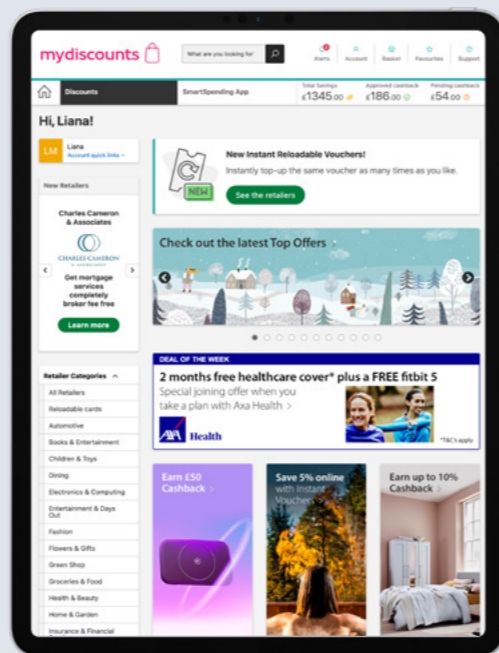 mydiscounts
What are you looking for
Alerts
Account
Basket
Favourites
Support
Discounts
SmartSpending App
Total Savings
£1345.00
Approved cashback
£186.00
Pending cashback
£54.00
Hi, Liana!
LM
Liana
Account quick links
New Retailers
Charles Cameron
& Associates
CHARLES CAMERON
& ASSOCIATES
Get mortgage
services
completely
broker fee free
Learn more
NEW
New Instant Reloadable Vouchers!
Instantly top-up the same voucher as many times as you like.
See the retailers
Check out the latest Top Offers
DEAL OF THE WEEK
2 months free healthcare cover* plus a FREE fitbit 5
Special joining offer when you
take a plan with Axa Health >
AXA Health
*T&C's apply
Retailer Categories
All Retailers
Reloadable cards
Automotive
Books & Entertainment
Children & Toys
Dining
Electronics & Computing
Entertainment & Days
Out
Fashion
Flowers & Gifts
Green Shop
Groceries & Food
Health & Beauty
Home & Garden
Insurance & Financial
Earn £50
Cashback >
Save 5% online
with Instant
Vouchers
Earn up to 10%
Cashback >